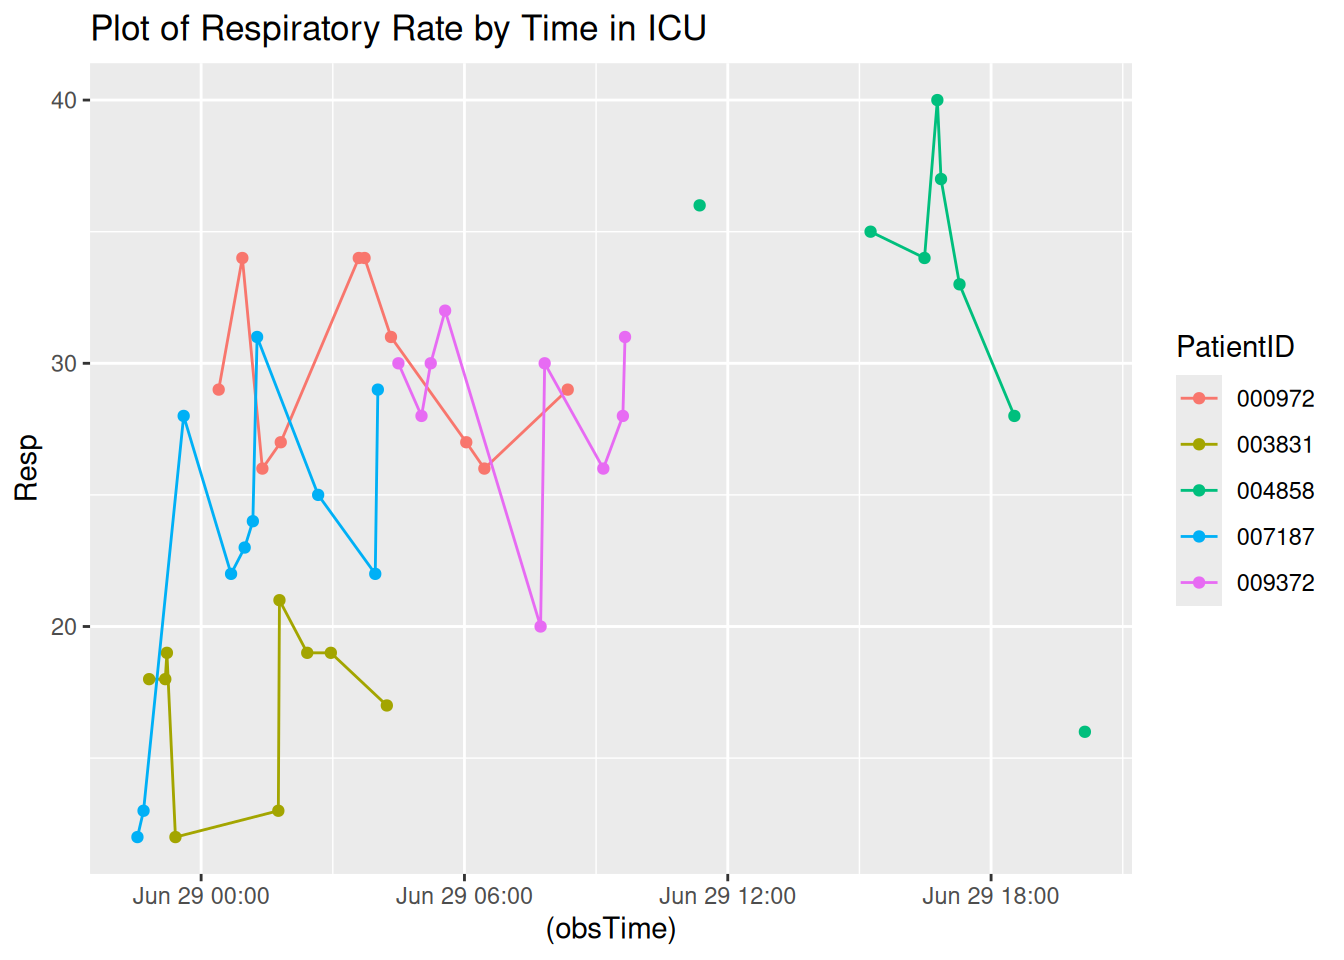 Plot of Respiratory Rate by Time in ICU
40
30
20
Resp
Jun 29 00:00
Jun 29 06:00
Jun 29 12:00
Jun 29 18:00
(obsTime)
PatientID
000972
003831
004858
007187
009372